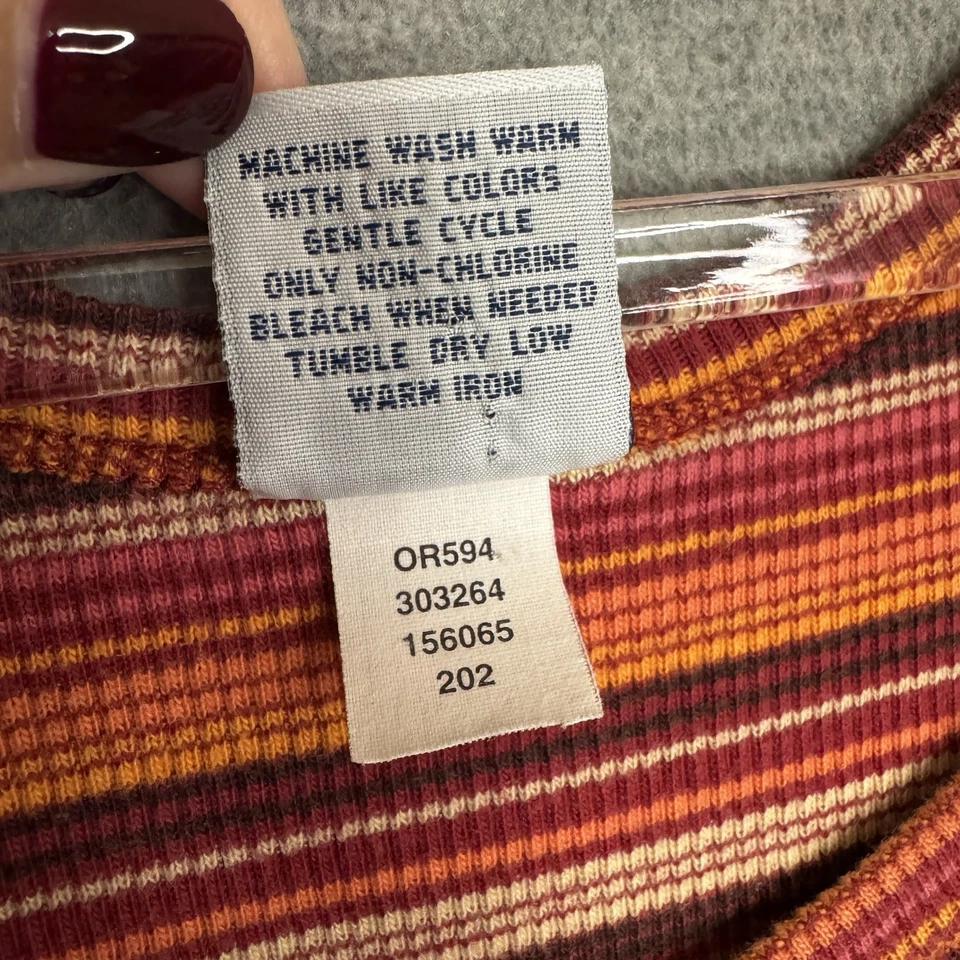 MACHINE WASH WARM
WITH LIKE COLORS
GENTLE CYCLE
ONLY NON-CHLORINE
BLEACH WHEN NEEDED
TUMBLE DRY LOW
WARM IRON
OR594
303264
156065
202